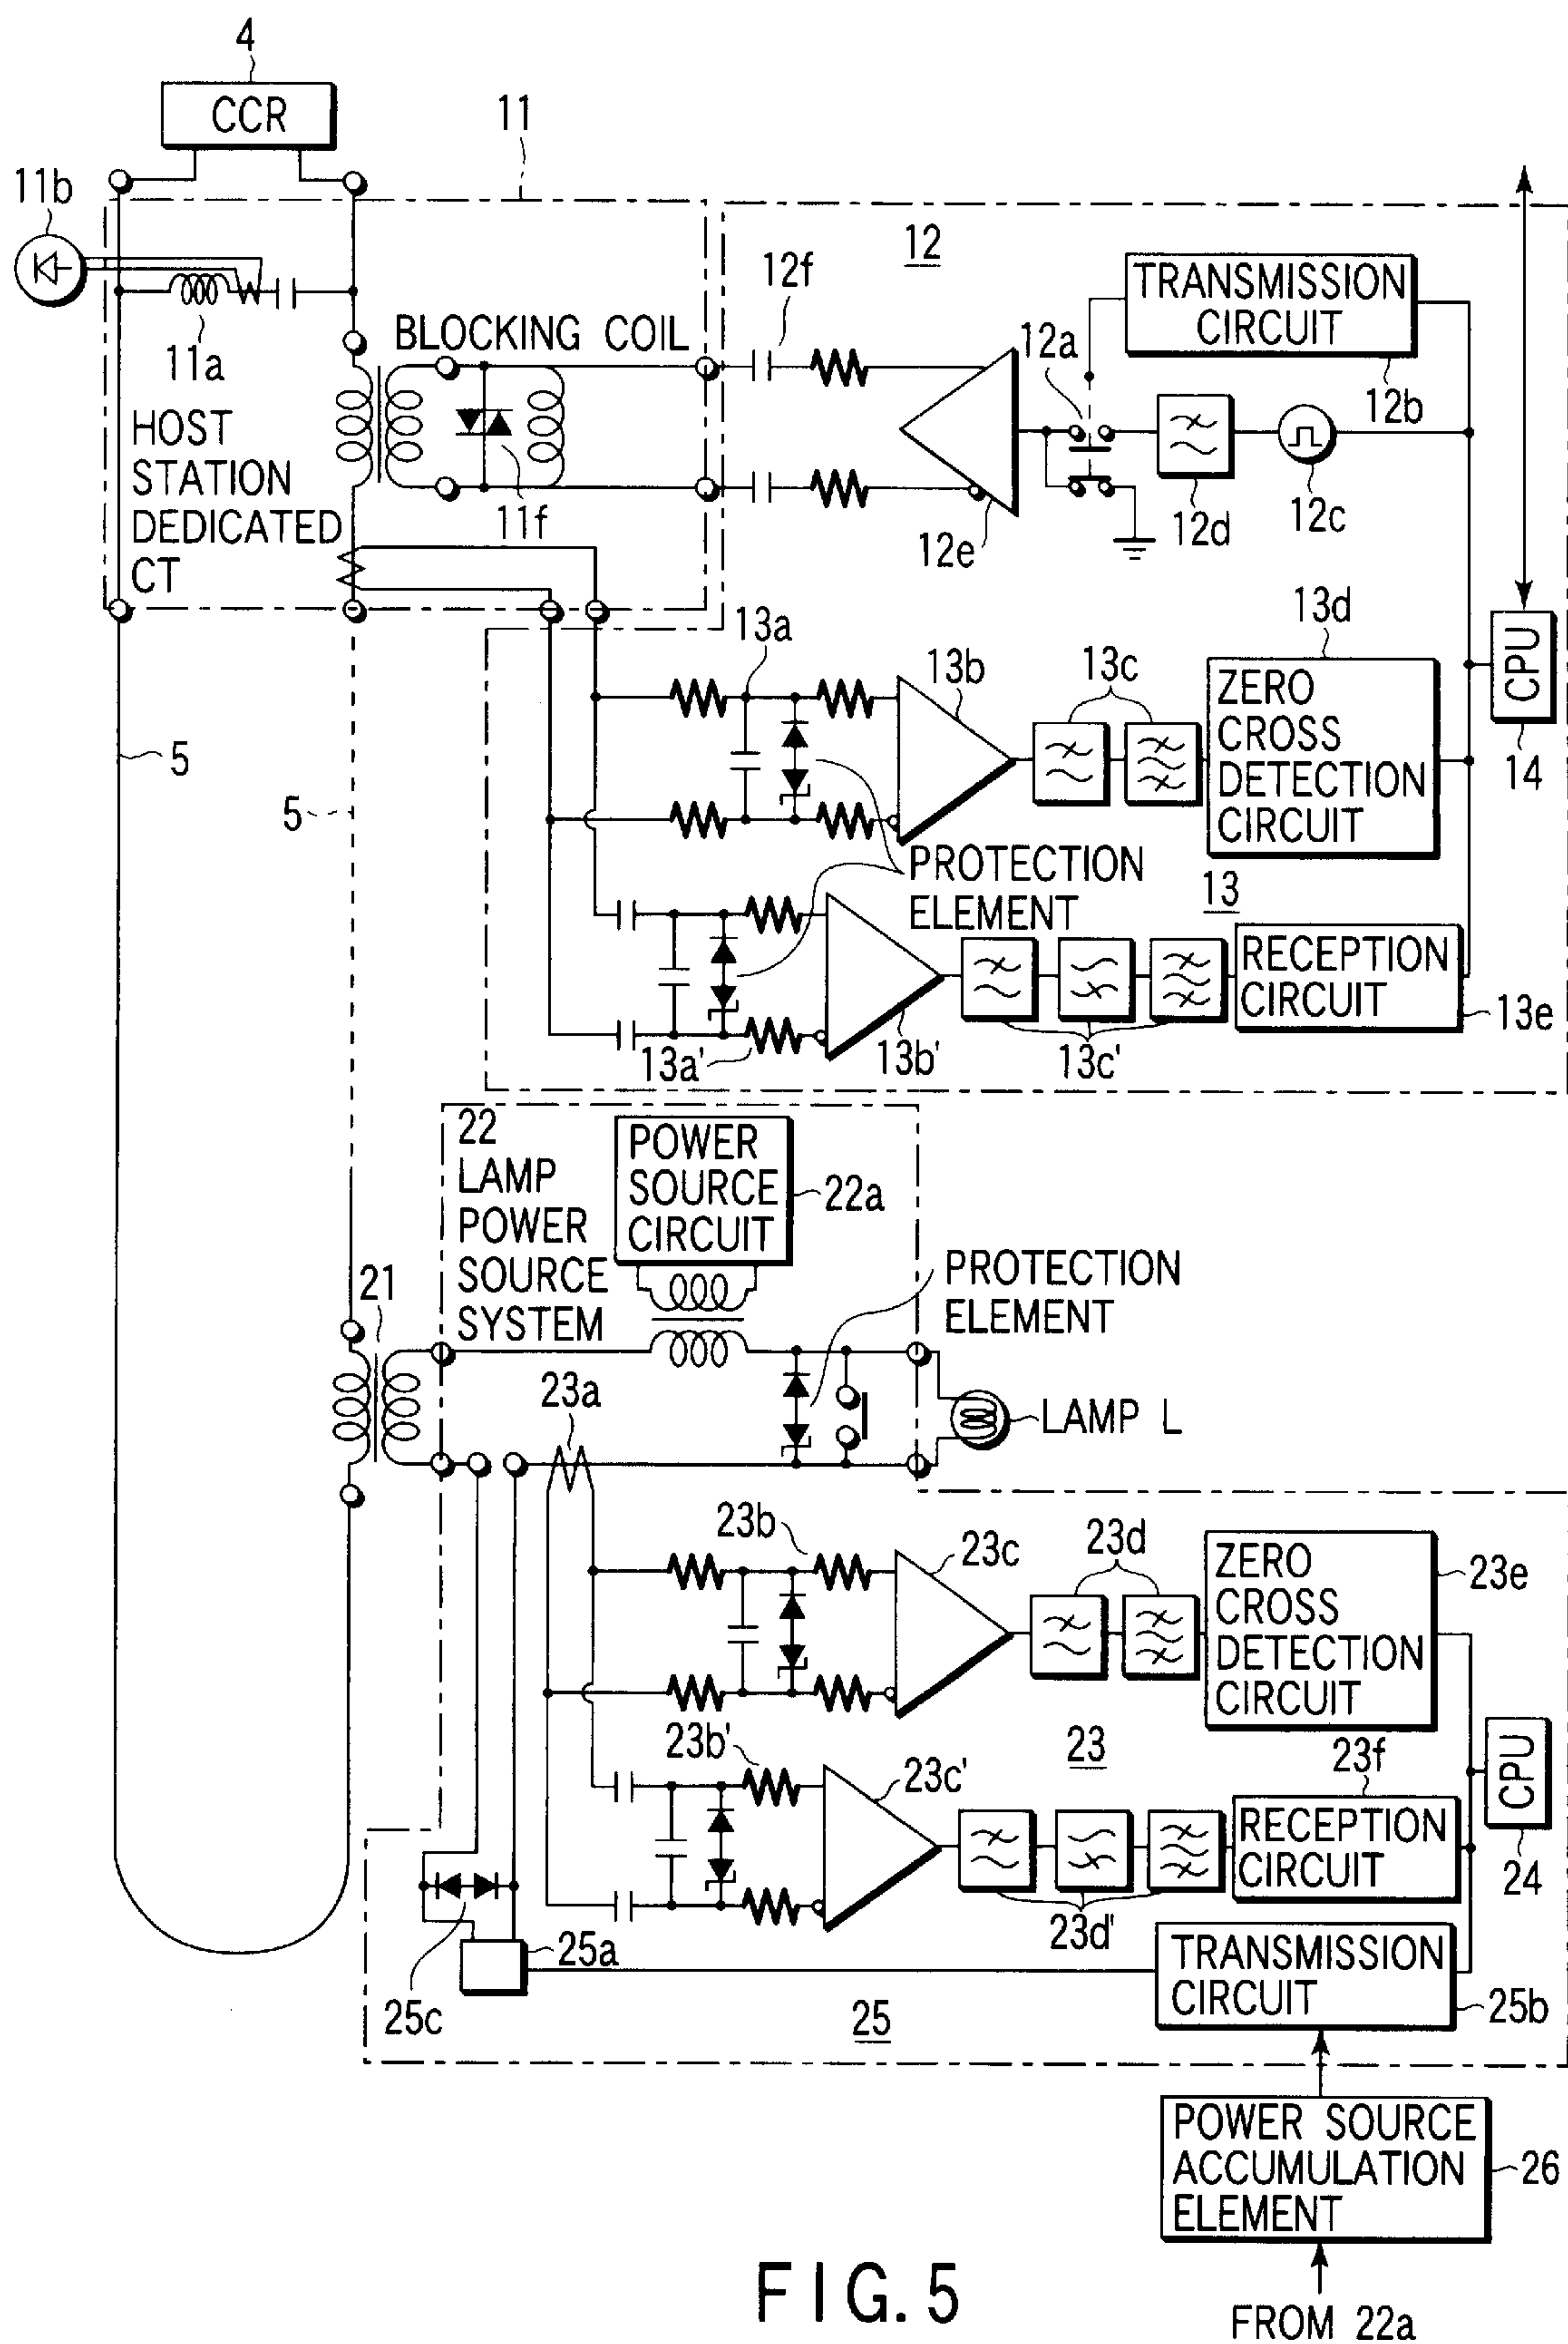 4
CCR
11
11b
11a
BLOCKING COIL
HOST
STATION
DEDICATED
CT
11f
12
12f
12a
TRANSMISSION
CIRCUIT
12b
12e
12d
12c
13a
13b
13c
13d
ZERO
CROSS
DETECTION
CIRCUIT
CPU
14
5
5
PROTECTION
ELEMENT
13
RECEPTION
CIRCUIT
13e
13a'
13b'
13c'
22
LAMP
POWER
SOURCE
SYSTEM
POWER
SOURCE
CIRCUIT
22a
PROTECTION
ELEMENT
21
23a
LAMP L
23b
23c
23d
ZERO
CROSS
DETECTION
CIRCUIT
23e
23b'
23c'
23
23f
CPU
24
RECEPTION
CIRCUIT
23d'
25a
25c
25
TRANSMISSION
CIRCUIT
25b
POWER SOURCE
ACCUMULATION
ELEMENT
26
FROM 22a
FIG. 5